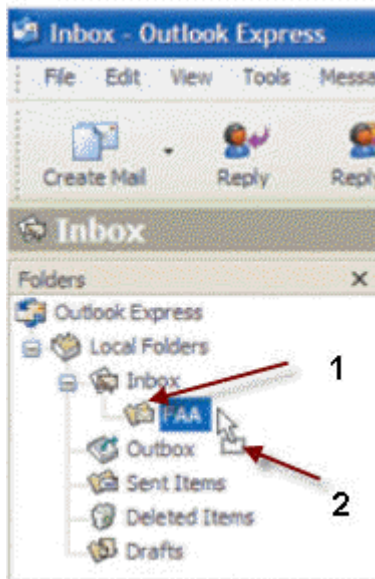 Inbox - Outlook Express
File Edit View Tools Messa
Create Mail Reply Reply
Inbox
Folders
Outlook Express
Local Folders
Inbox
1
FAA
Outbox
Sent Items
2
Deleted Items
Drafts